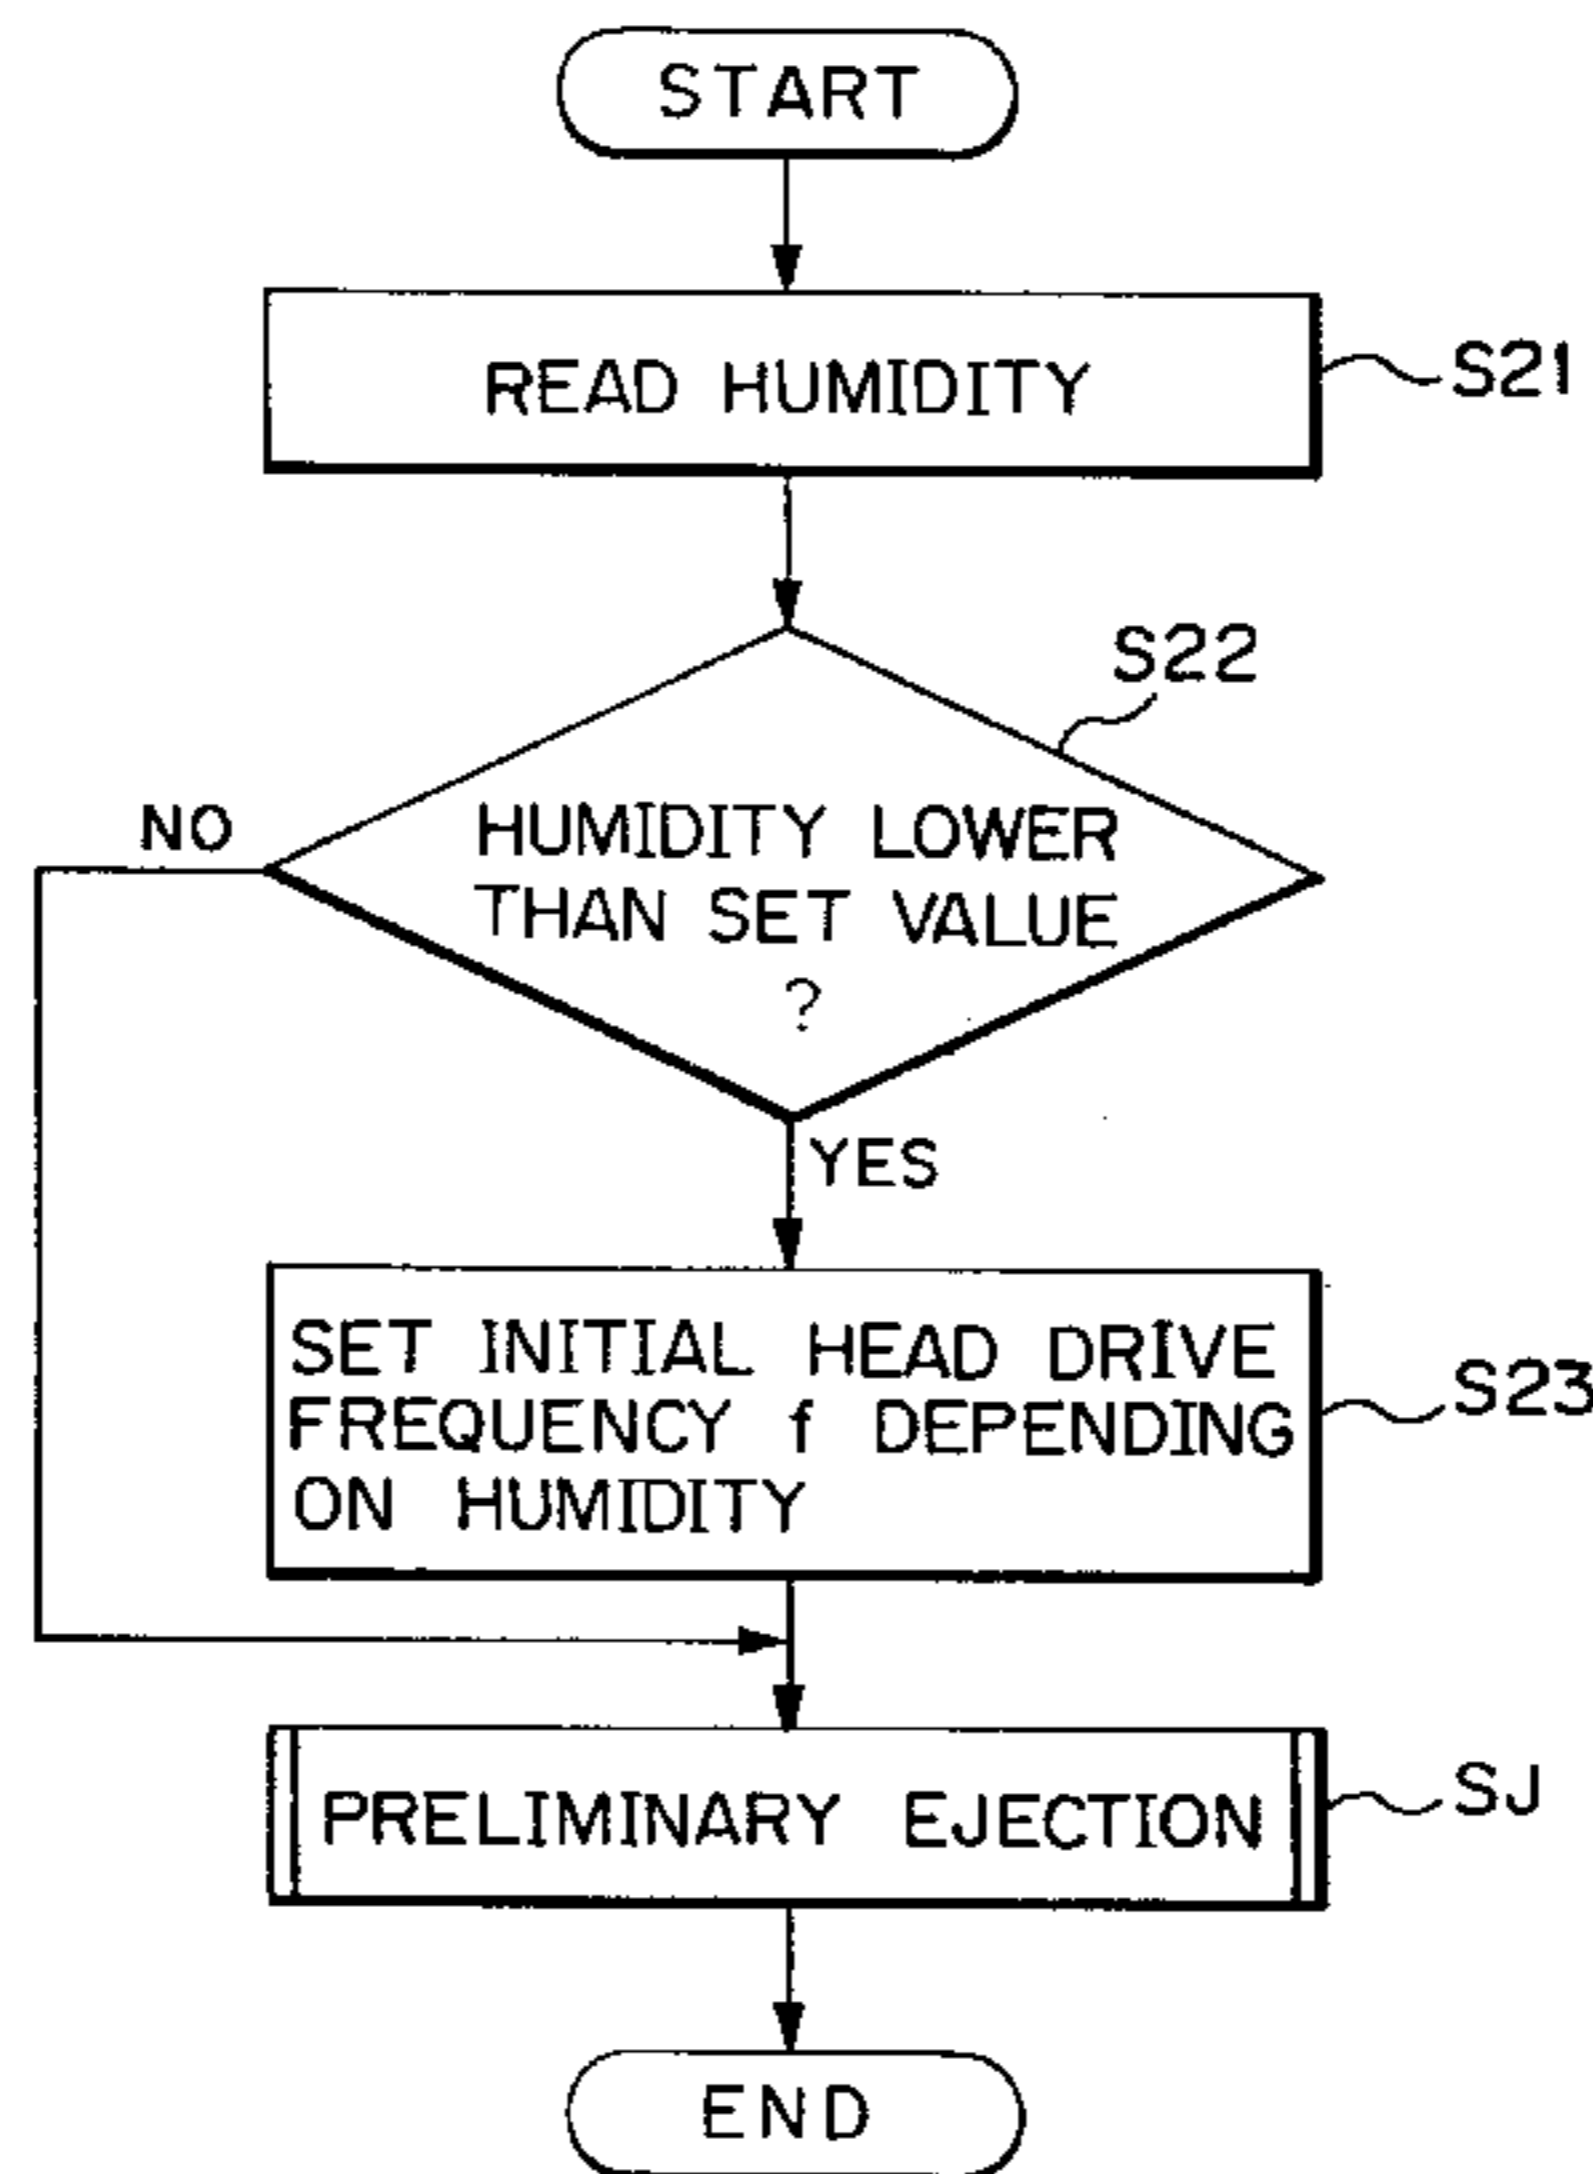 START
READ HUMIDITY
S21
S22
HUMIDITY LOWER
THAN SET VALUE
?
NO
YES
SET INITIAL HEAD DRIVE
FREQUENCY f DEPENDING
ON HUMIDITY
S23
PRELIMINARY EJECTION
SJ
END